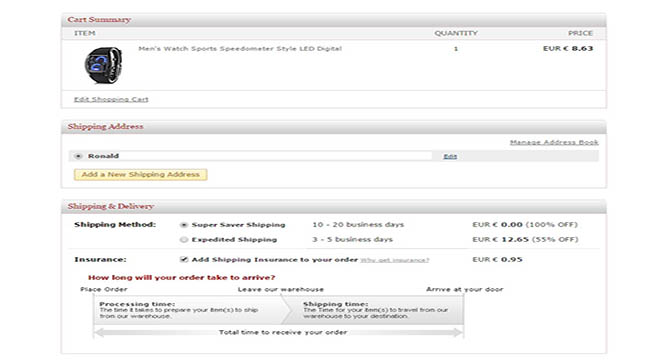 Cart Summary
ITEM QUANTITY PRICE
Men's Watch Sports Speedometer Style LED Digital 1 EUR € 8.63
Edit Shopping Cart
Shipping Address
Manage Address Book
Ronald Edit
Add a New Shipping Address
Shipping & Delivery
Shipping Method: Super Saver Shipping 10 - 20 business days EUR € 0.00 (100% OFF)
Expedited Shipping 3 - 5 business days EUR € 12.65 (55% OFF)
Insurance: Add Shipping Insurance to your order Why get insurance? EUR € 0.95
How long will your order take to arrive?
Place Order Leave our warehouse Arrive at your door
Processing time: Shipping time:
The time it takes to prepare your item(s) to ship The Time for your item(s) to travel from our
from our warehouse. warehouse to your destination.
Total time to receive your order